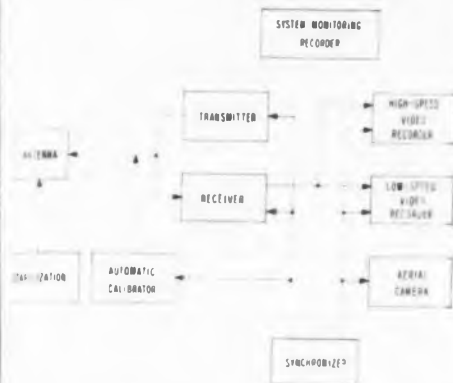 SYSTEM MONITORING
RECORDER
TRANSMITTER
HIGH-SPEED
VIDEO
RECORDER
ANTENNA
RECEIVER
LOW-SPEED
VIDEO
RECORDER
AUTOMATIC
CALIBRATOR
AERIAL
CAMERA
SYNCHRONIZER